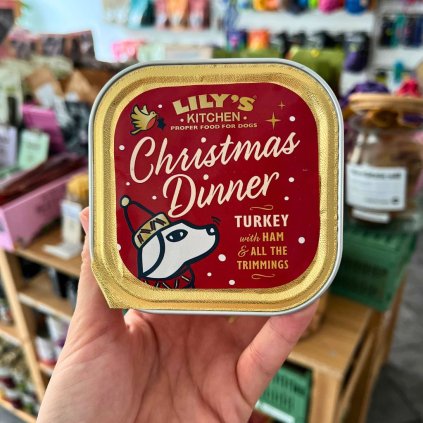 LILY'S
KITCHEN
PROPER FOOD FOR DOGS
Christmas
Dinner
TURKEY
with HAM
& ALL THE
TRIMMINGS